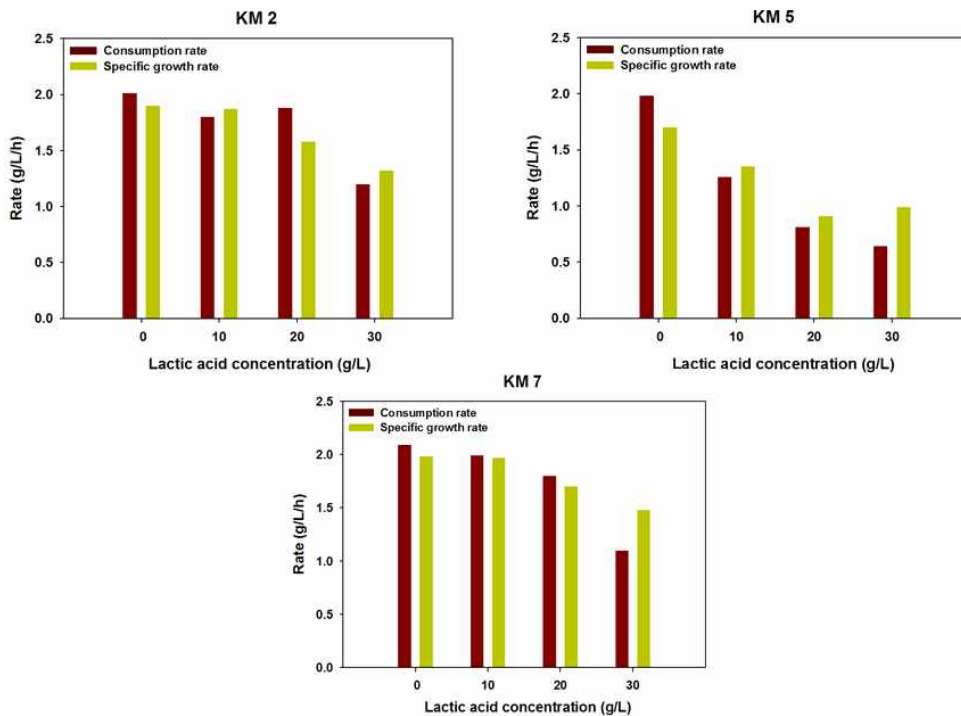 KM 2
2.5
Consumption rate
Specific growth rate
2.0
1.5
1.0
0.5
0.0
Rate (g/L/h)
0 10 20 30
Lactic acid concentration (g/L)
KM 5
2.5
Consumption rate
Specific growth rate
2.0
1.5
1.0
0.5
0.0
Rate (g/L/h)
0 10 20 30
Lactic acid concentration (g/L)
KM 7
2.5
Consumption rate
Specific growth rate
2.0
1.5
1.0
0.5
0.0
Rate (g/L/h)
0 10 20 30
Lactic acid concentration (g/L)